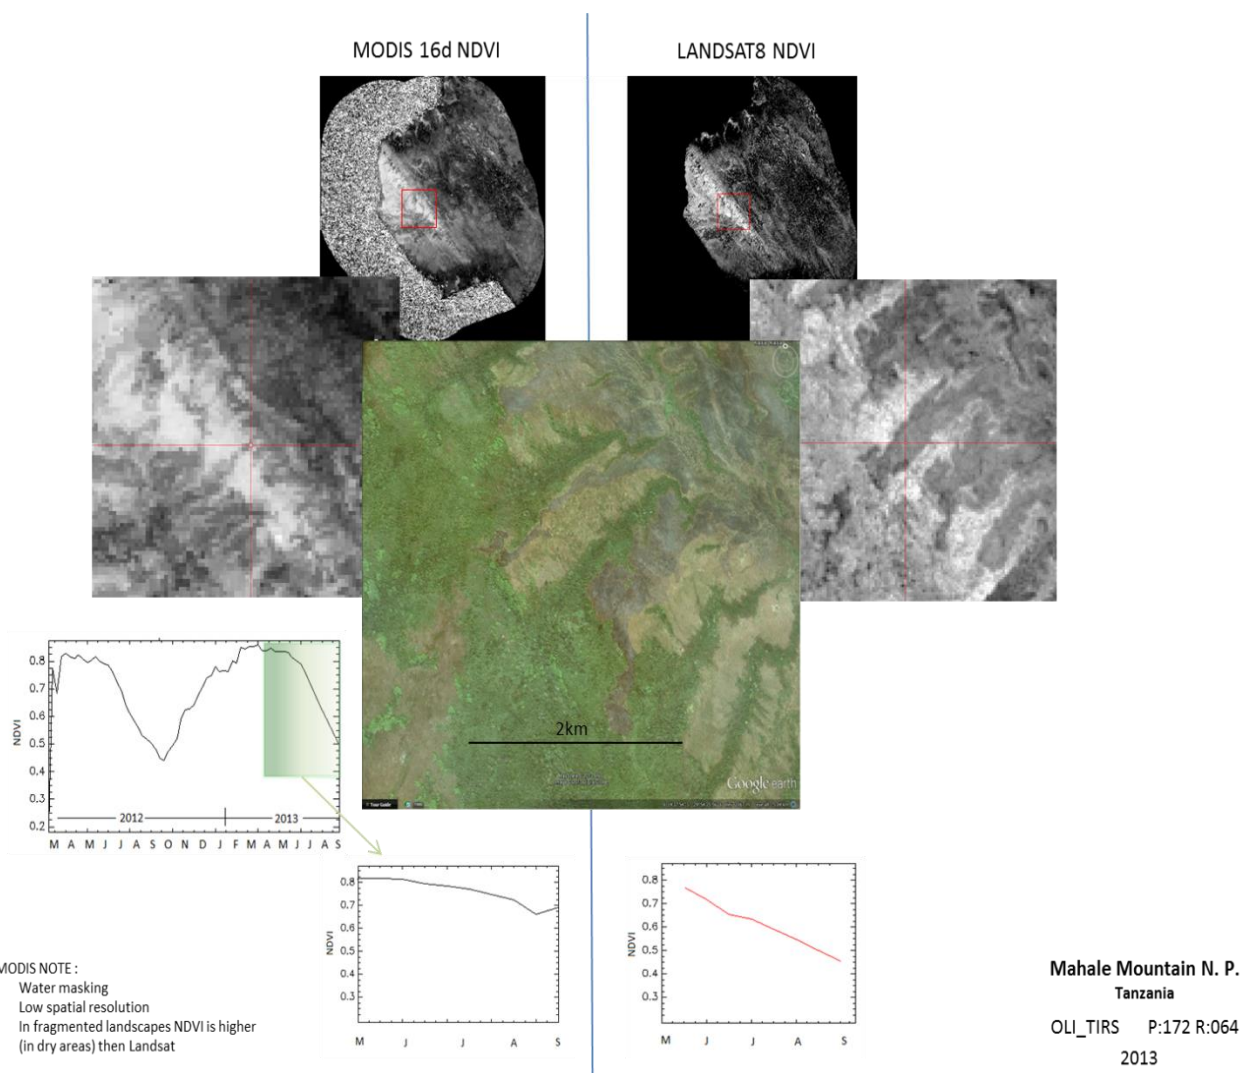 MODIS 16d NDVI
LANDSAT8 NDVI
2km
Google earth
NDVI
0.8
0.7
0.6
0.5
0.4
0.3
0.2
2012
2013
M A M J J A S O N D J F M A M J J A S
NDVI
0.8
0.7
0.6
0.5
0.4
0.3
M J J A S
NDVI
0.8
0.7
0.6
0.5
0.4
0.3
M J J A S
MODIS NOTE :
Water masking
Low spatial resolution
In fragmented landscapes NDVI is higher
(in dry areas) then Landsat
Mahale Mountain N. P.
Tanzania
OLI_TIRS P:172 R:064
2013